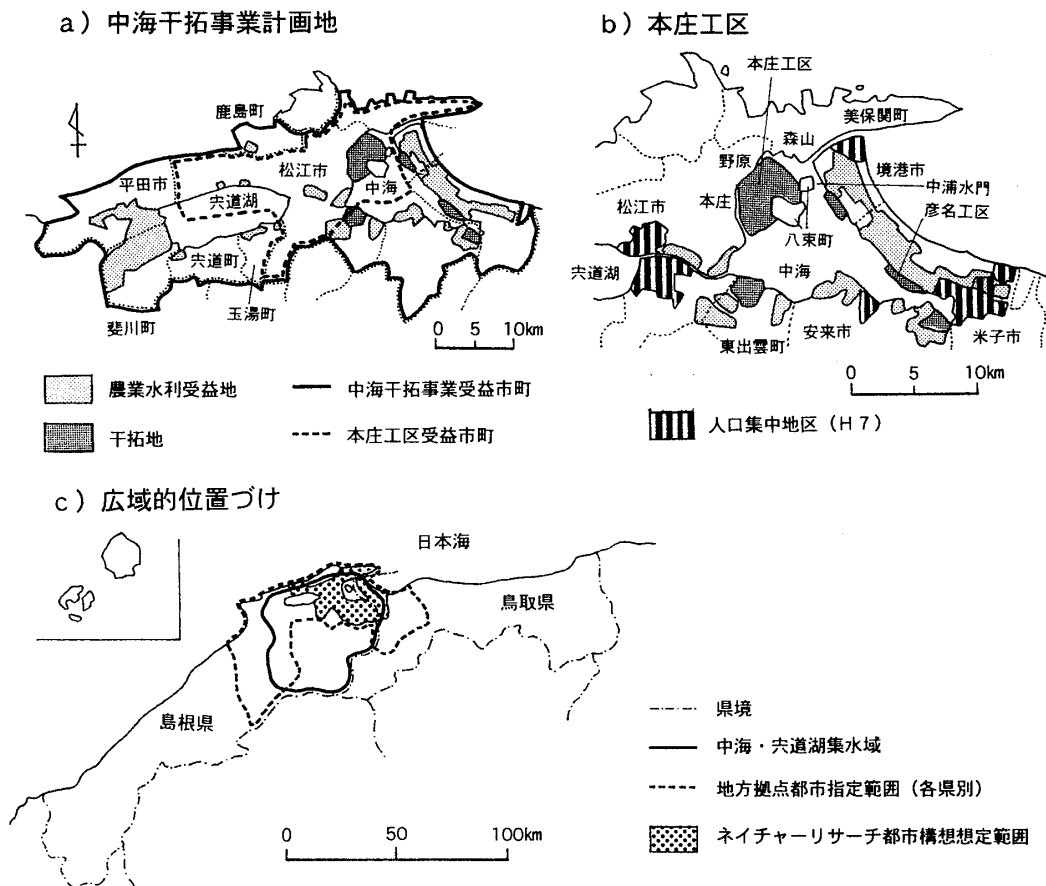 a）中海干拓事業計画地
鹿島町
平田市
松江市
宍道湖
中海
宍道町
斐川町
玉湯町
0 5 10km
農業水利受益地
中海干拓事業受益市町
干拓地
本庄工区受益市町
b）本庄工区
本庄工区
美保関町
森山
野原
境港市
中浦水門
松江市
本庄
彦名工区
八束町
宍道湖
中海
安来市
東出雲町
米子市
0 5 10km
人口集中地区（H7）
c）広域的位置づけ
日本海
鳥取県
島根県
県境
中海・宍道湖集水域
地方拠点都市指定範囲（各県別）
ネイチャーリサーチ都市構想想定範囲
0 50 100km